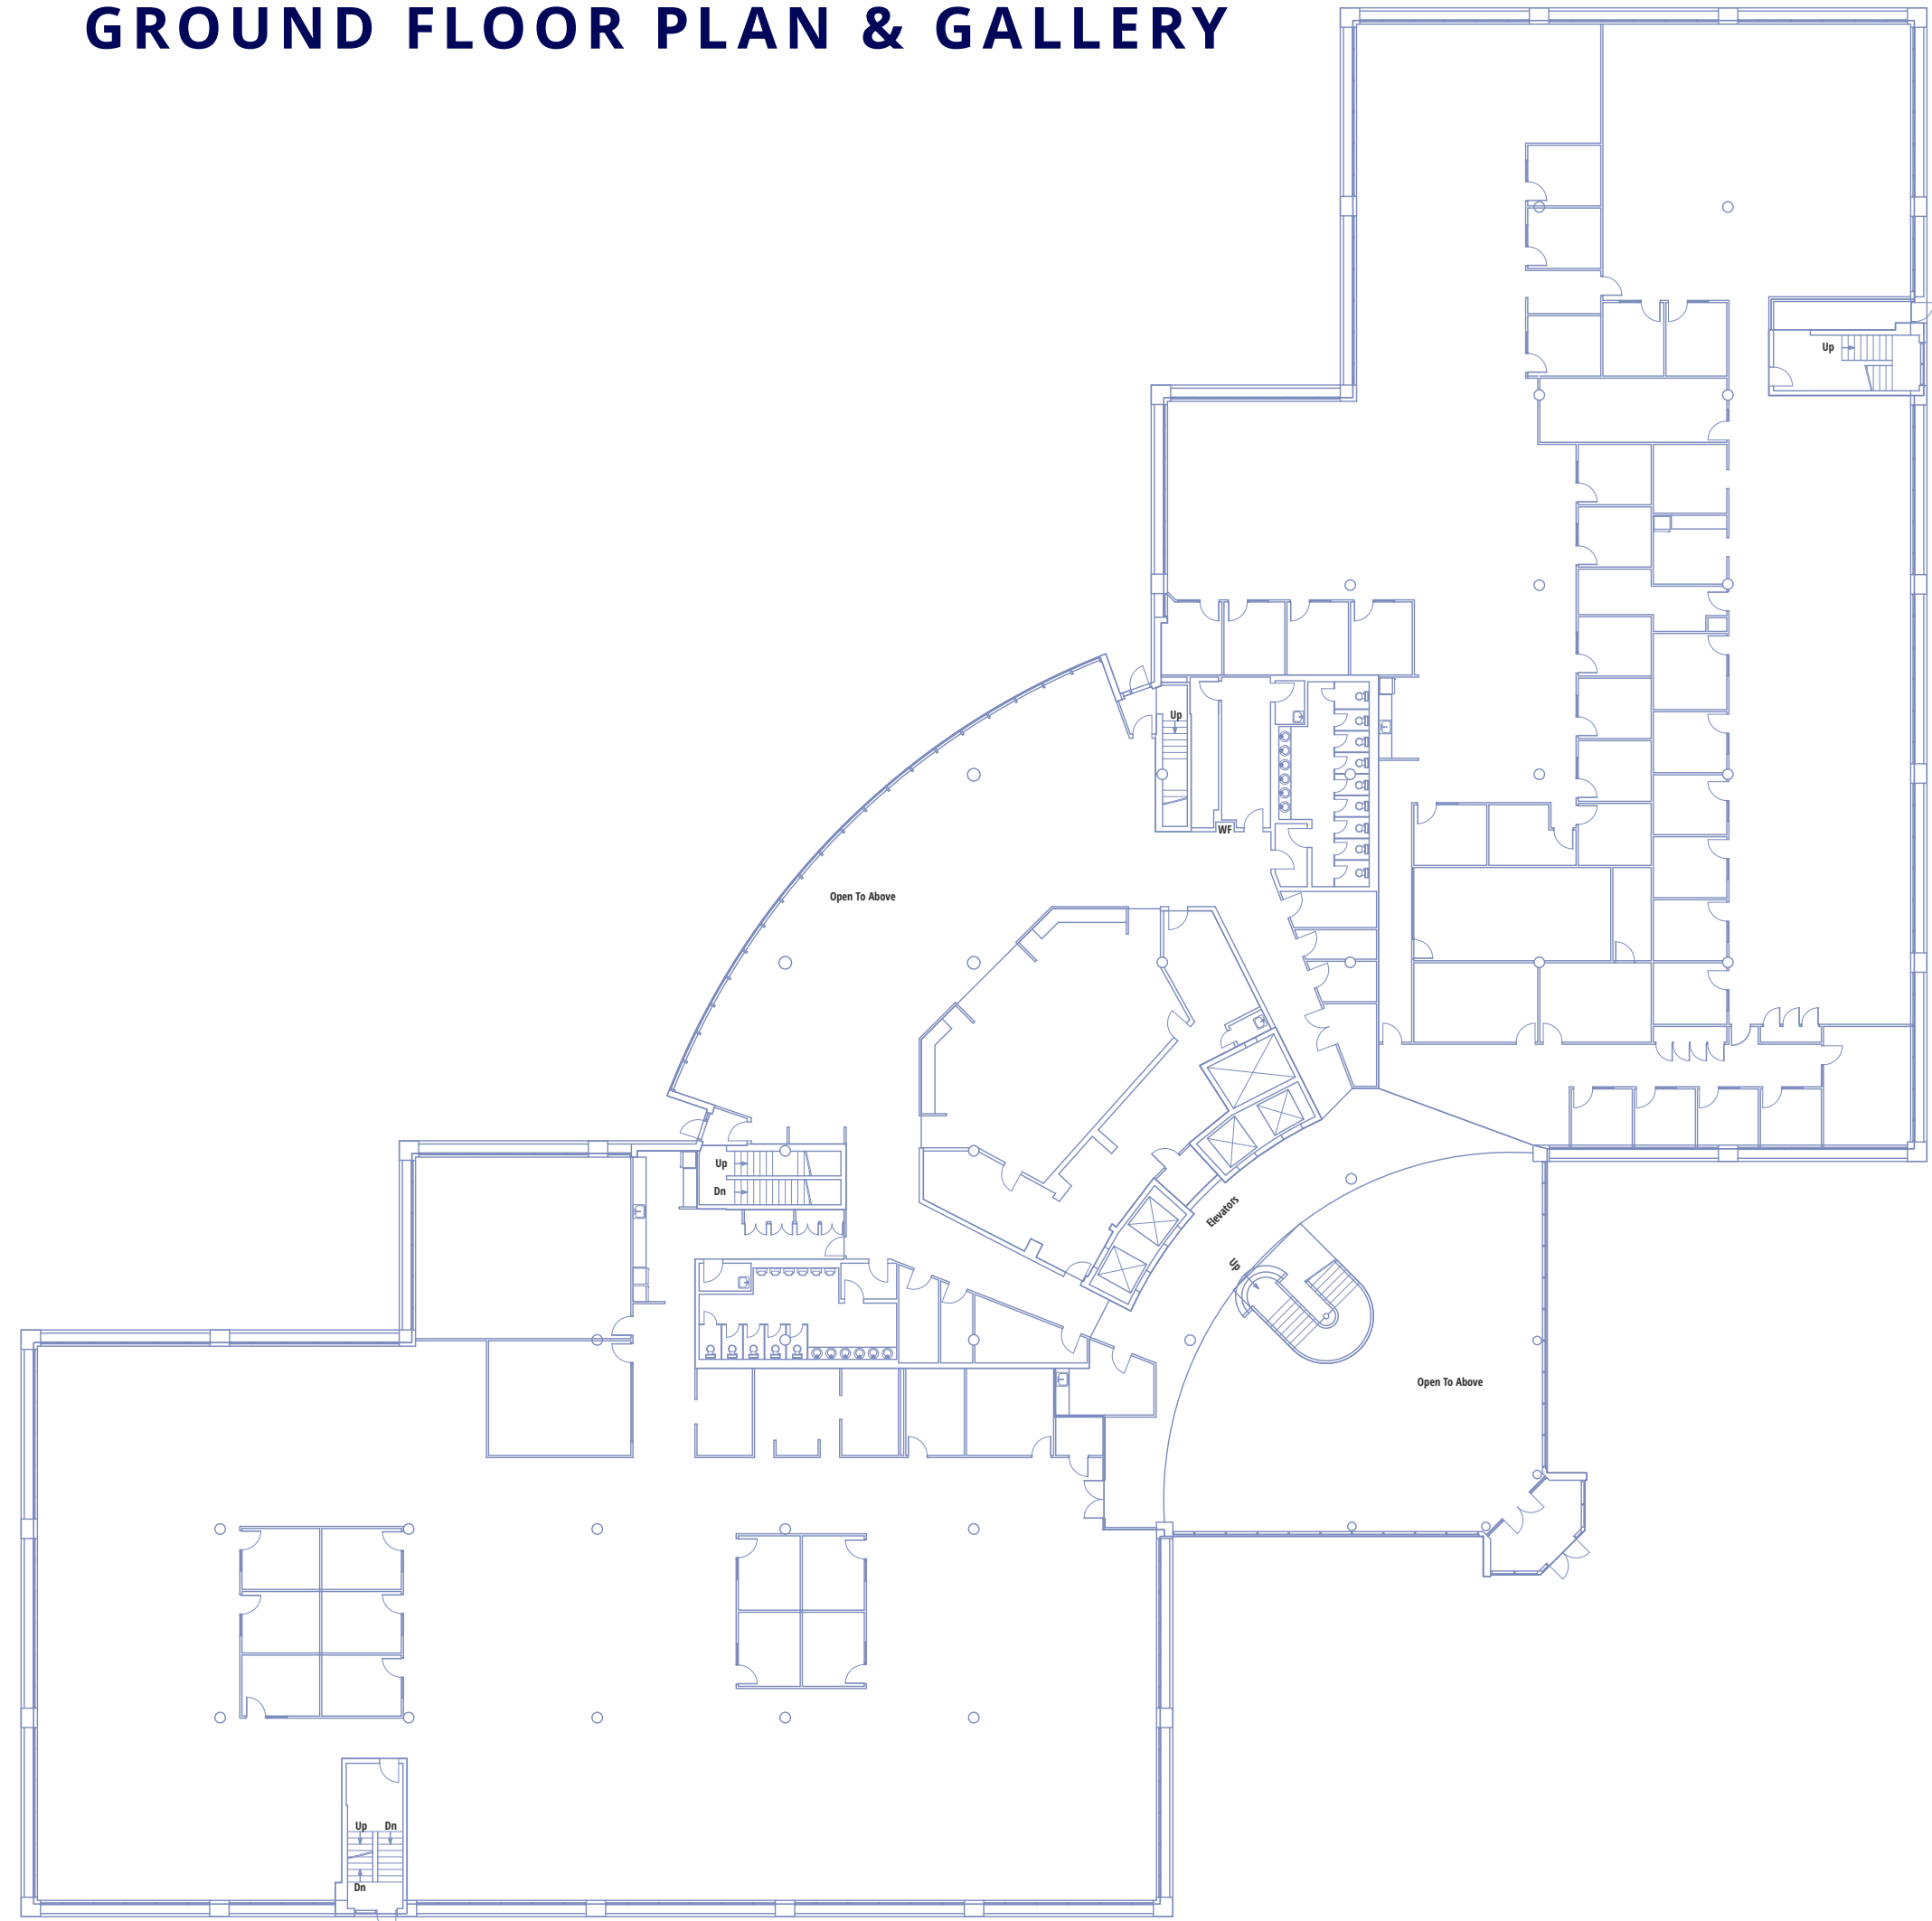 GROUND FLOOR PLAN & GALLERY
Up
Up
WF
Open To Above
Up
Dn
Elevators
Up
Open To Above
Up Dn
Dn